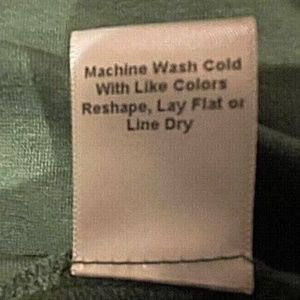 Machine Wash Cold
With Like Colors
Reshape, Lay Flat or
Line Dry